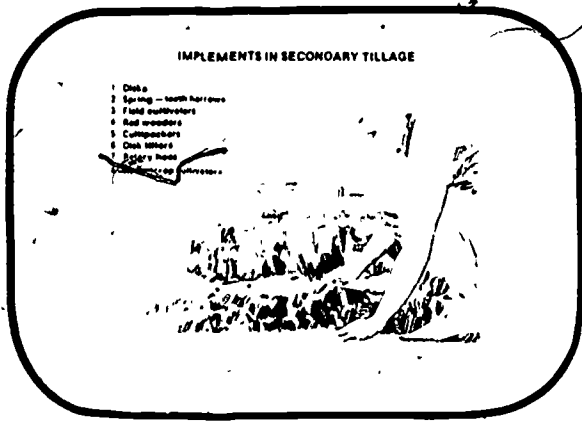 IMPLEMENTS IN SECONDARY TILLAGE
1 Disks
2 Spring — tooth harrows
3 Field cultivators
4 Rod weeders
5 Cultipackers
6 Disk tillers
7 Rotary hoes
cultivators